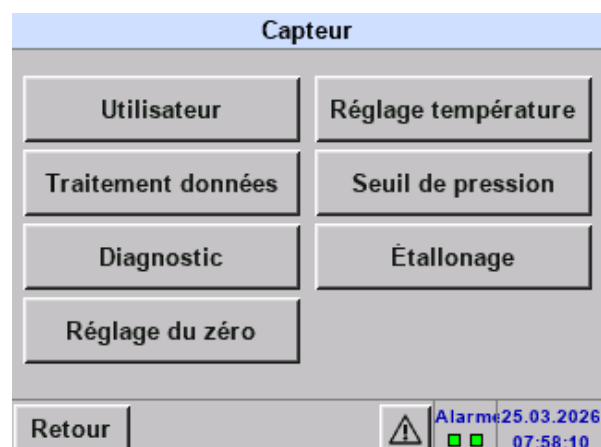 Capteur
Utilisateur
Réglage température
Traitement données
Seuil de pression
Diagnostic
Étallonage
Réglage du zéro
Retour
Alarme
25.03.2026
07:58:10